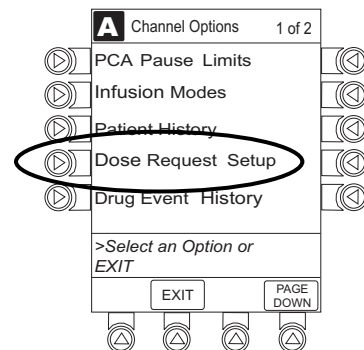 A Channel Options 1 of 2
PCA Pause Limits
Infusion Modes
Patient History
Dose Request Setup
Drug Event History
>Select an Option or
EXIT
EXIT
PAGE
DOWN